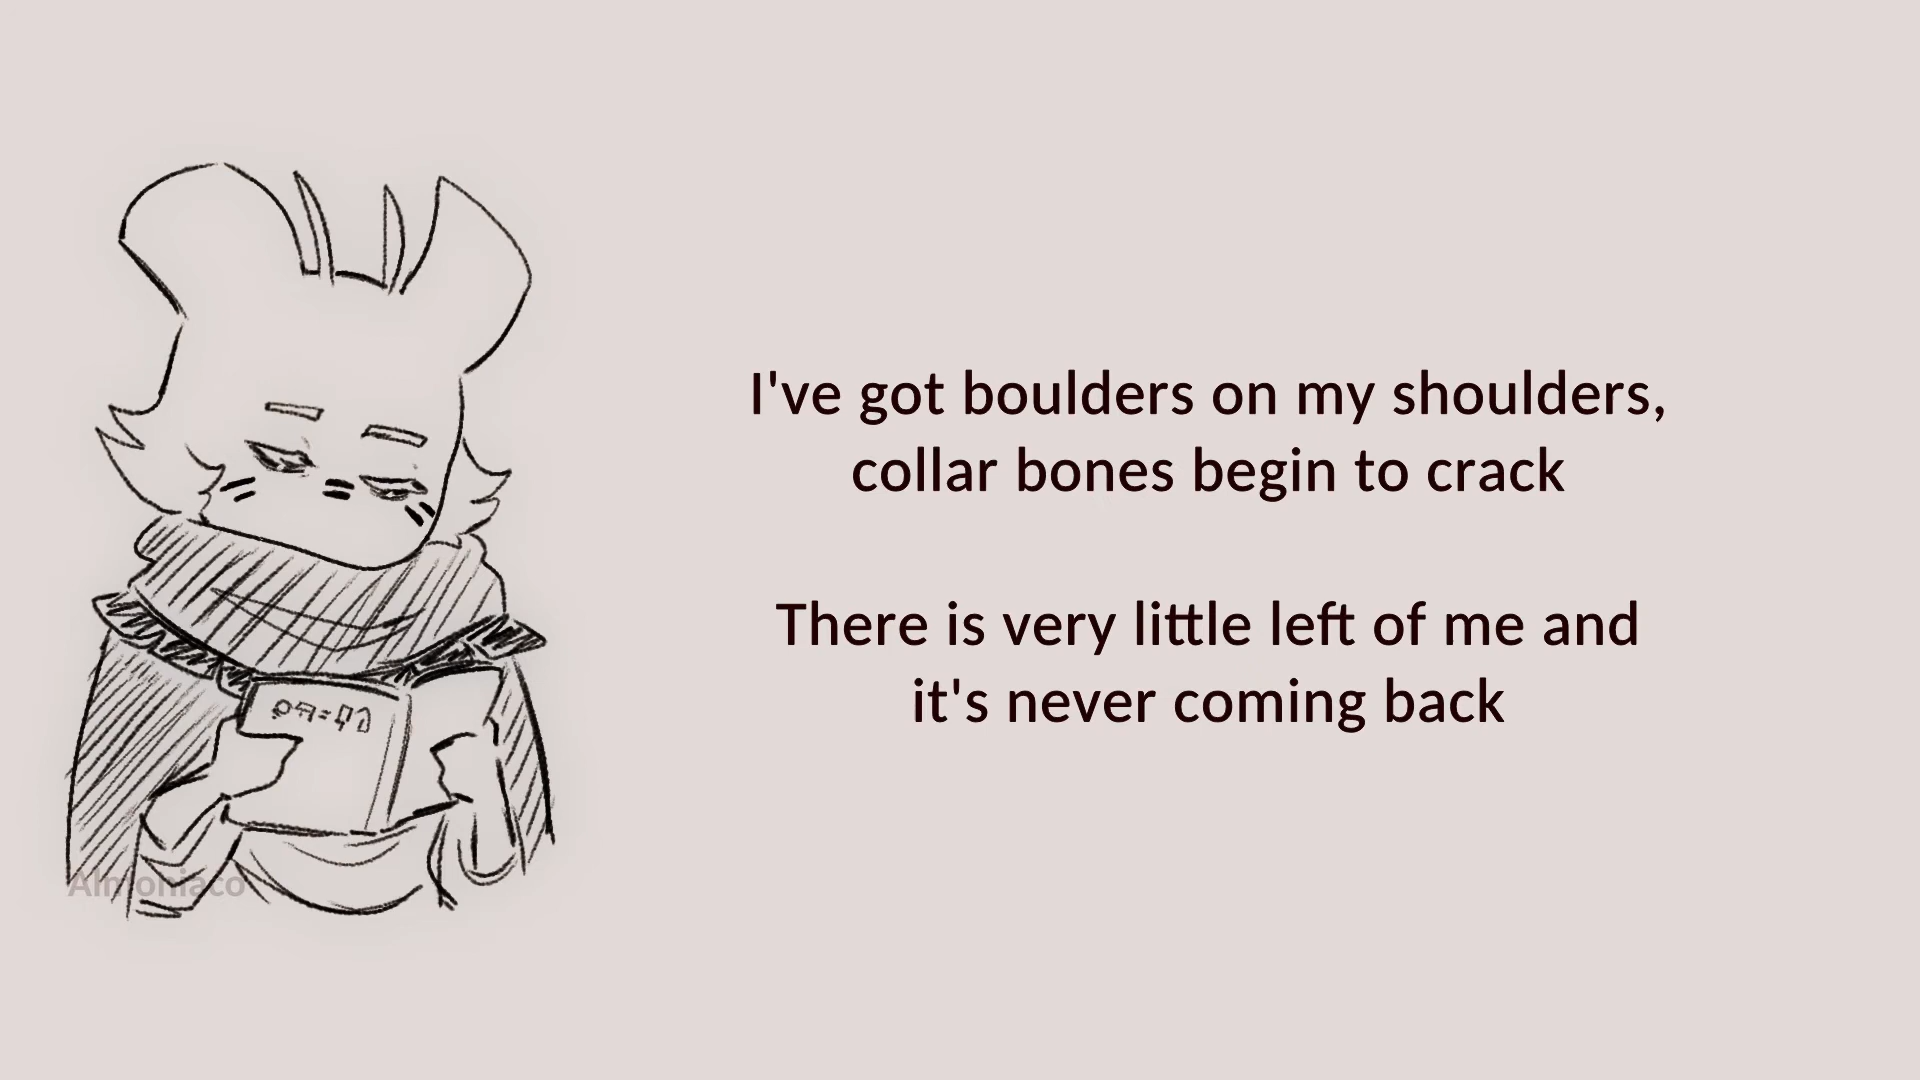 I've got boulders on my shoulders,
collar bones begin to crack
There is very little left of me and
it's never coming back
Almoniaco